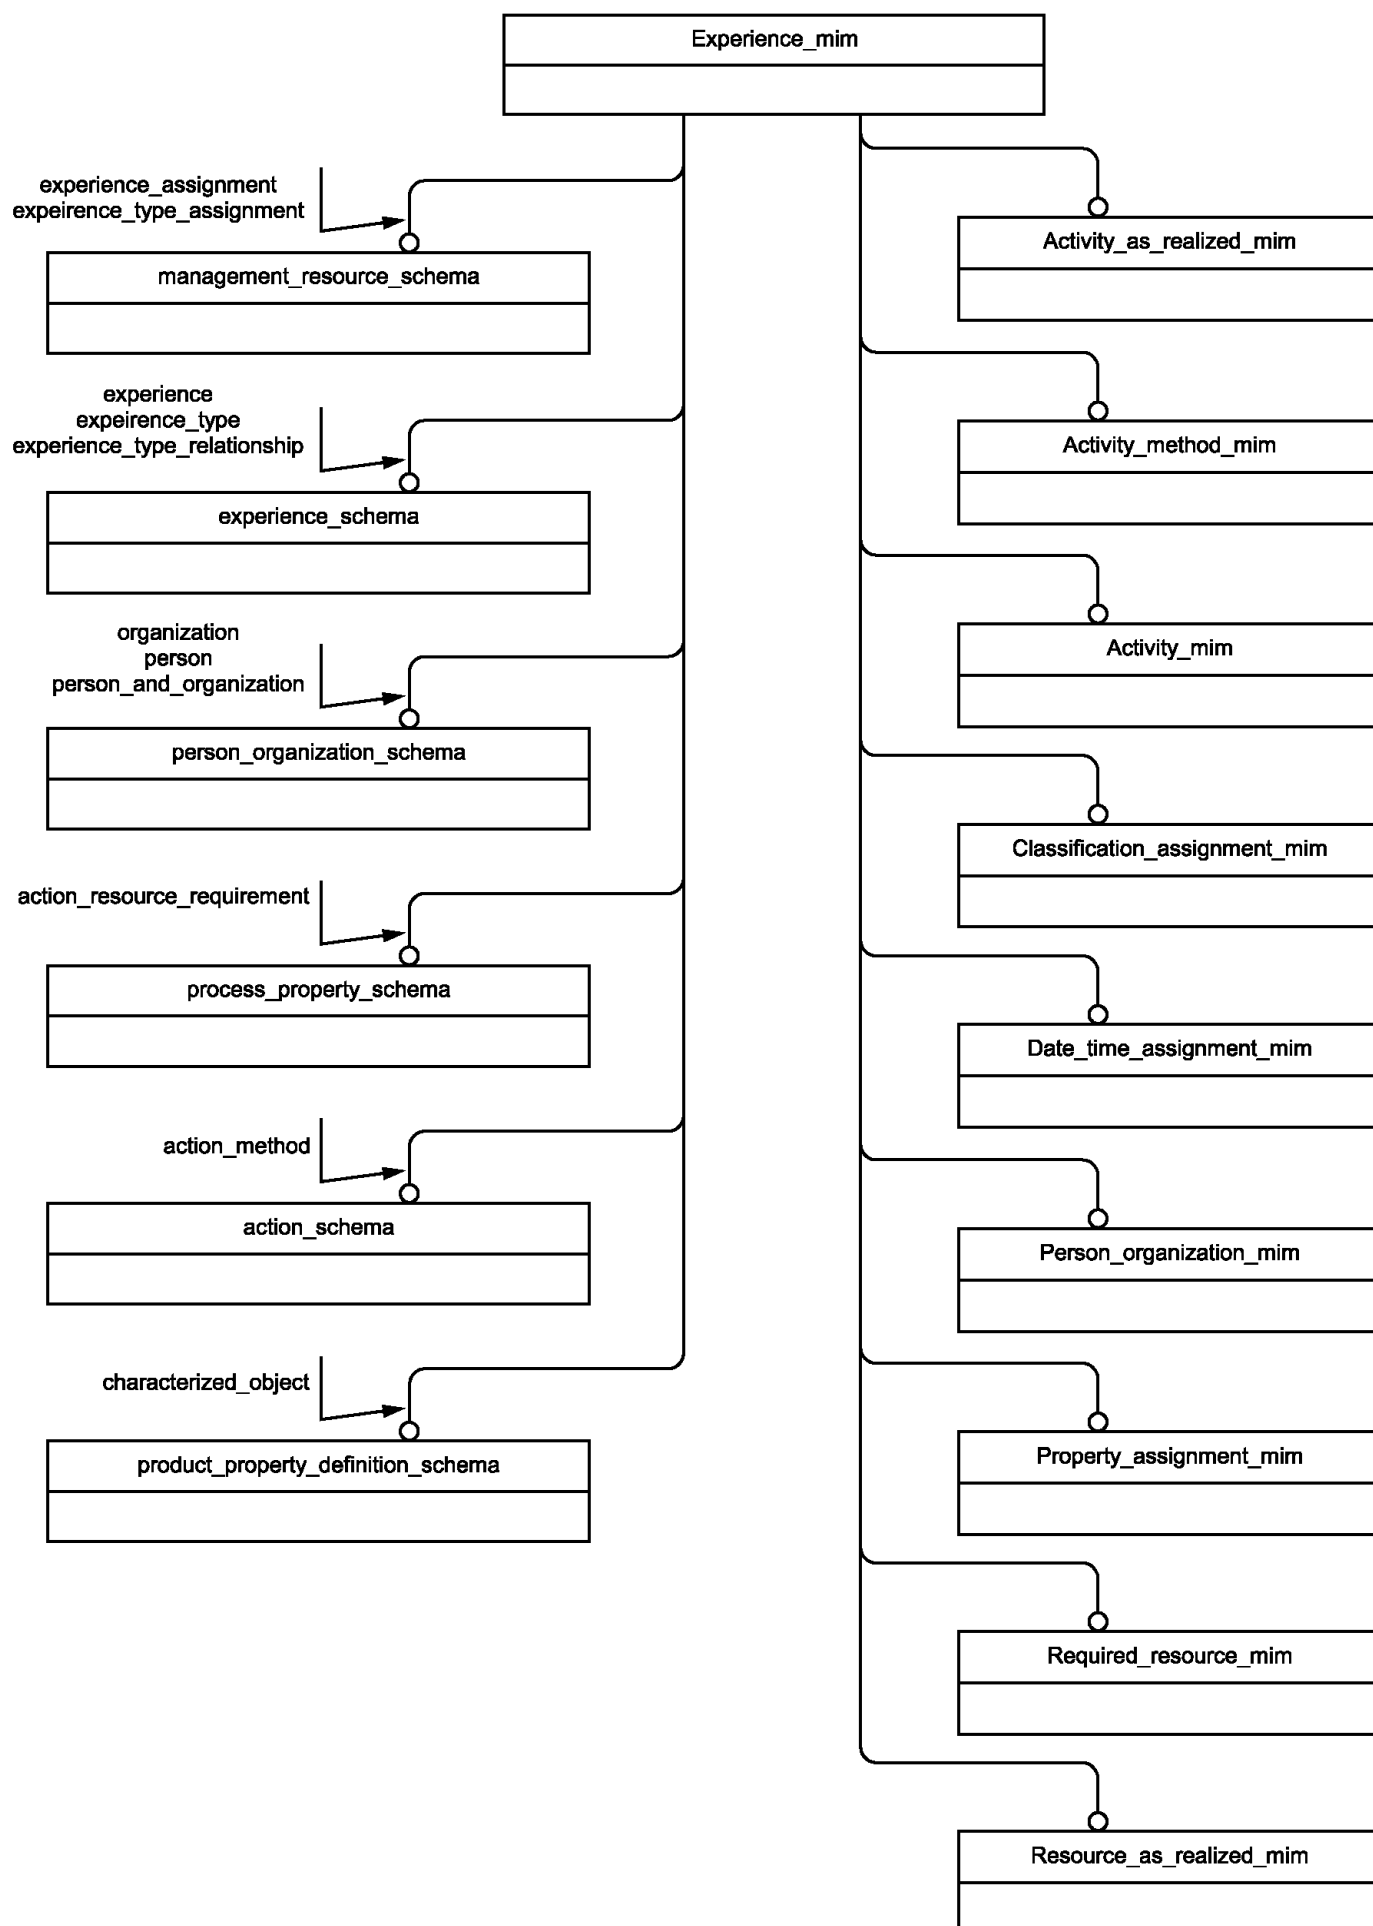 Experience_mim
experience_assignment
expeirence_type_assignment
management_resource_schema
experience
expeirence_type
experience_type_relationship
experience_schema
organization
person
person_and_organization
person_organization_schema
action_resource_requirement
process_property_schema
action_method
action_schema
characterized_object
product_property_definition_schema
Activity_as_realized_mim
Activity_method_mim
Activity_mim
Classification_assignment_mim
Date_time_assignment_mim
Person_organization_mim
Property_assignment_mim
Required_resource_mim
Resource_as_realized_mim